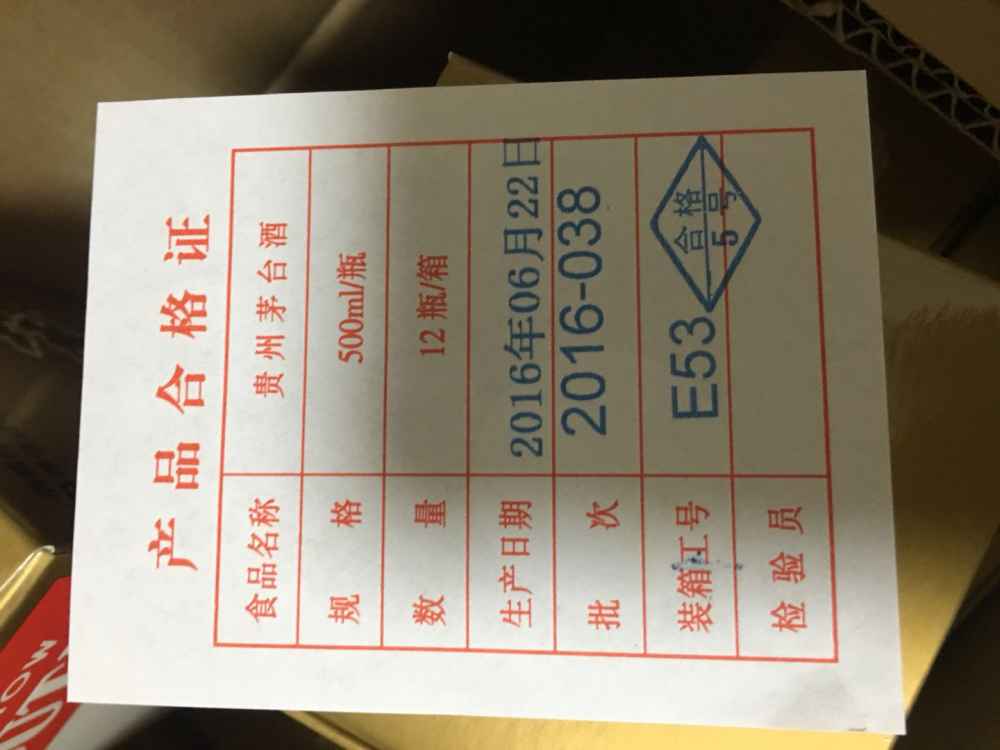 产品合格证
食品名称 贵州茅台酒
规格 500ml/瓶
数量 12瓶/箱
生产日期 2016年06月22日
批次 2016-038
装箱工号 E53
检验员 合格 5号